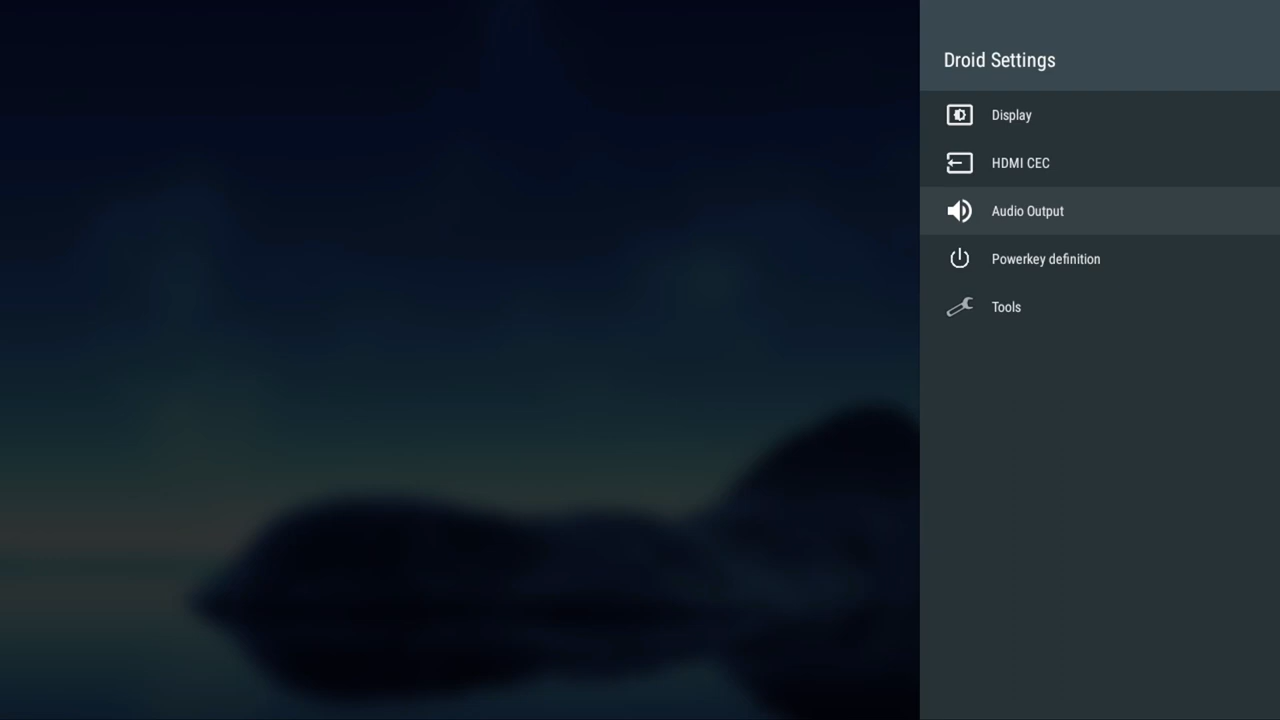 Droid Settings
Display
HDMI CEC
Audio Output
Powerkey definition
Tools